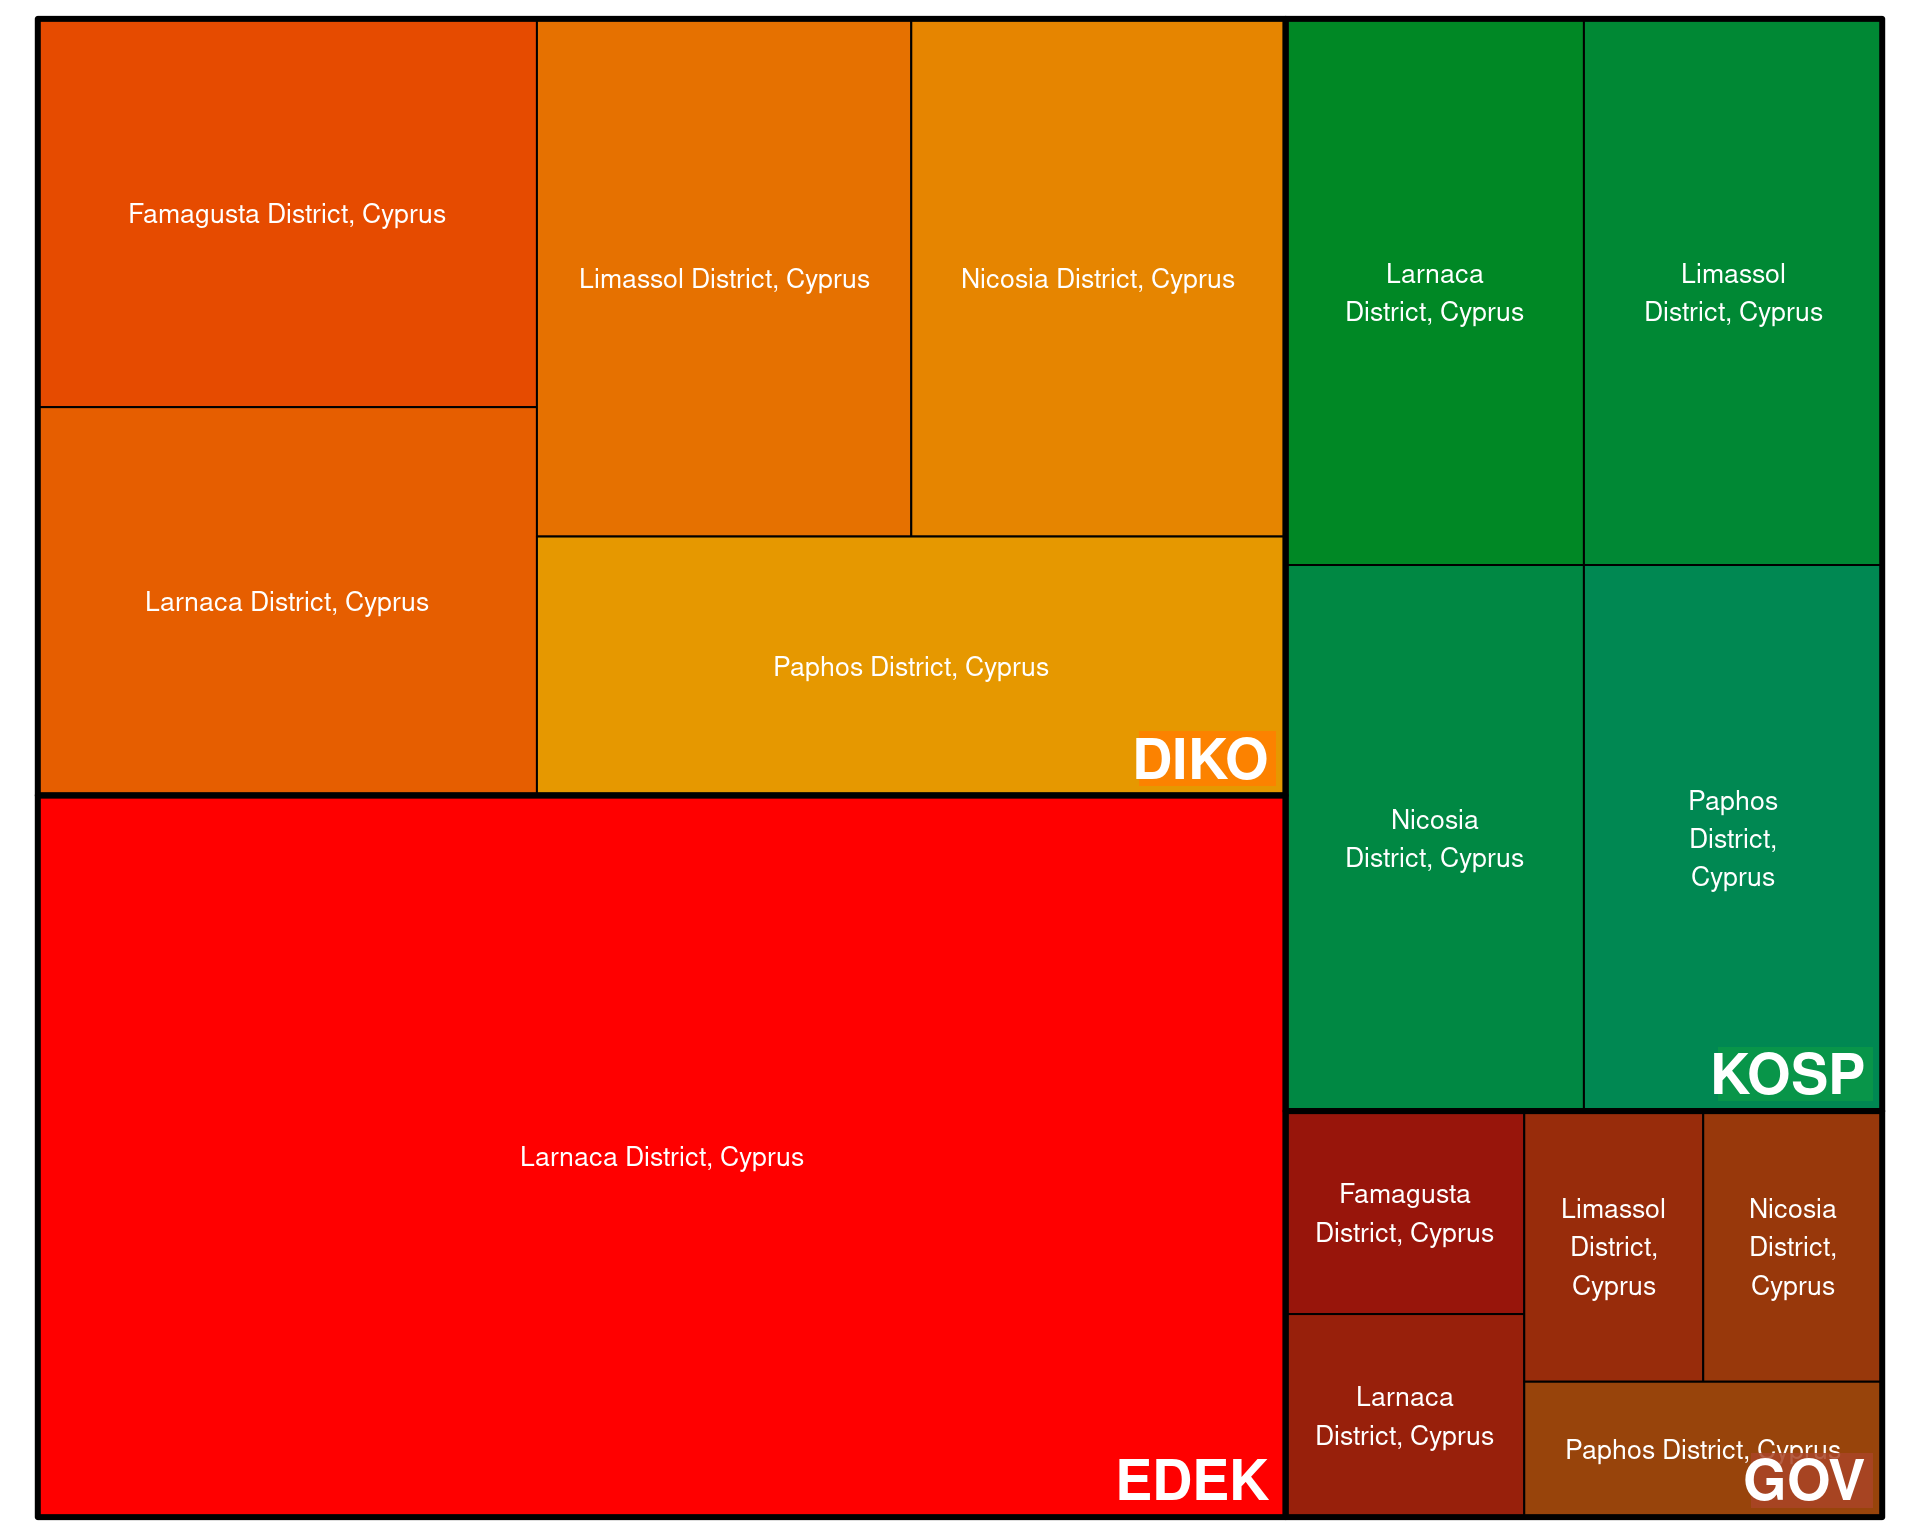 Famagusta District, Cyprus
Limassol District, Cyprus
Nicosia District, Cyprus
Larnaca District, Cyprus
Paphos District, Cyprus
DIKO
Larnaca District, Cyprus
EDEK
Larnaca
District, Cyprus
Limassol
District, Cyprus
Nicosia
District, Cyprus
Paphos
District,
Cyprus
KOSP
Famagusta
District, Cyprus
Limassol
District,
Cyprus
Nicosia
District,
Cyprus
Larnaca
District, Cyprus
Paphos District, Cyprus
GOV